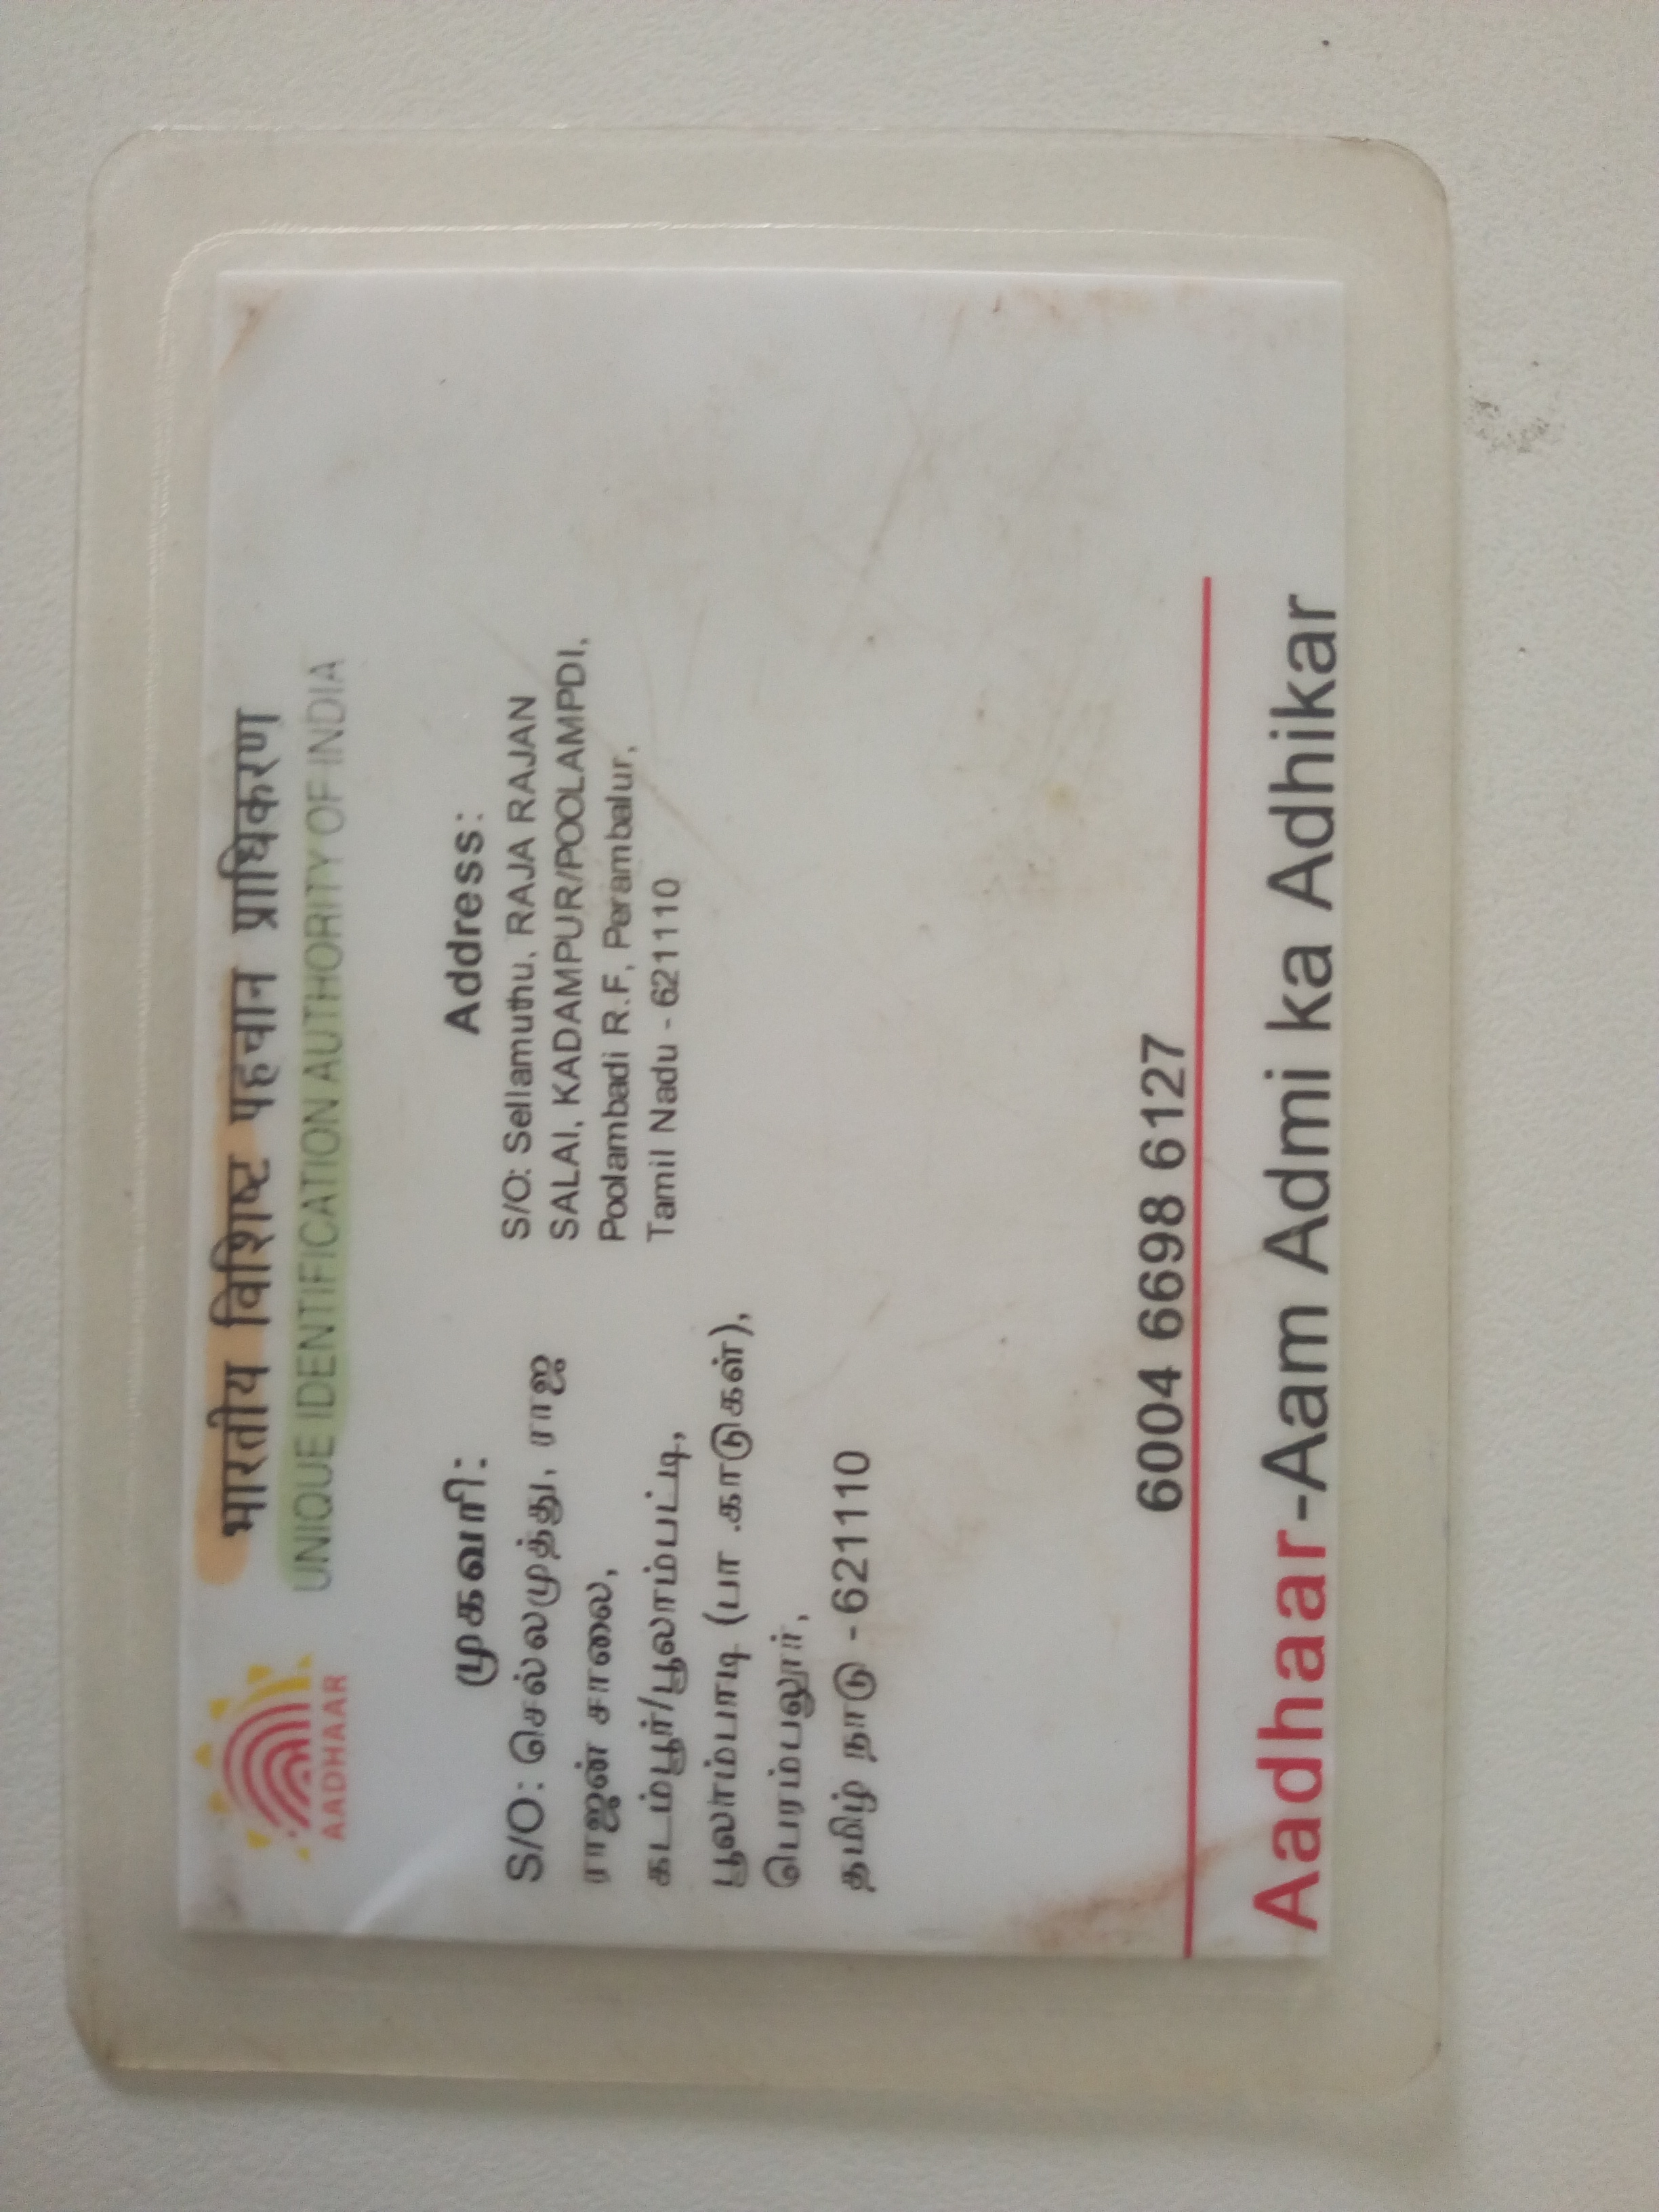 भारतीय विशिष्ट पहचान प्राधिकरण
UNIQUE IDENTIFICATION AUTHORITY OF INDIA
AADHAAR
முகவரி:
S/O: செல்லமுத்து, ராஜ
ராஜன் சாலை,
கடம்பூர்/பூலாம்பட்டி,
பூலாம்பாடி (பா .காடுகள்),
பெரம்பலூர்,
தமிழ் நாடு - 621110
Address:
S/O: Sellamuthu, RAJA RAJAN
SALAI, KADAMPUR/POOLAMPDI,
Poolambadi R.F, Perambalur,
Tamil Nadu - 621110
6004 6698 6127
Aadhaar-Aam Admi ka Adhikar